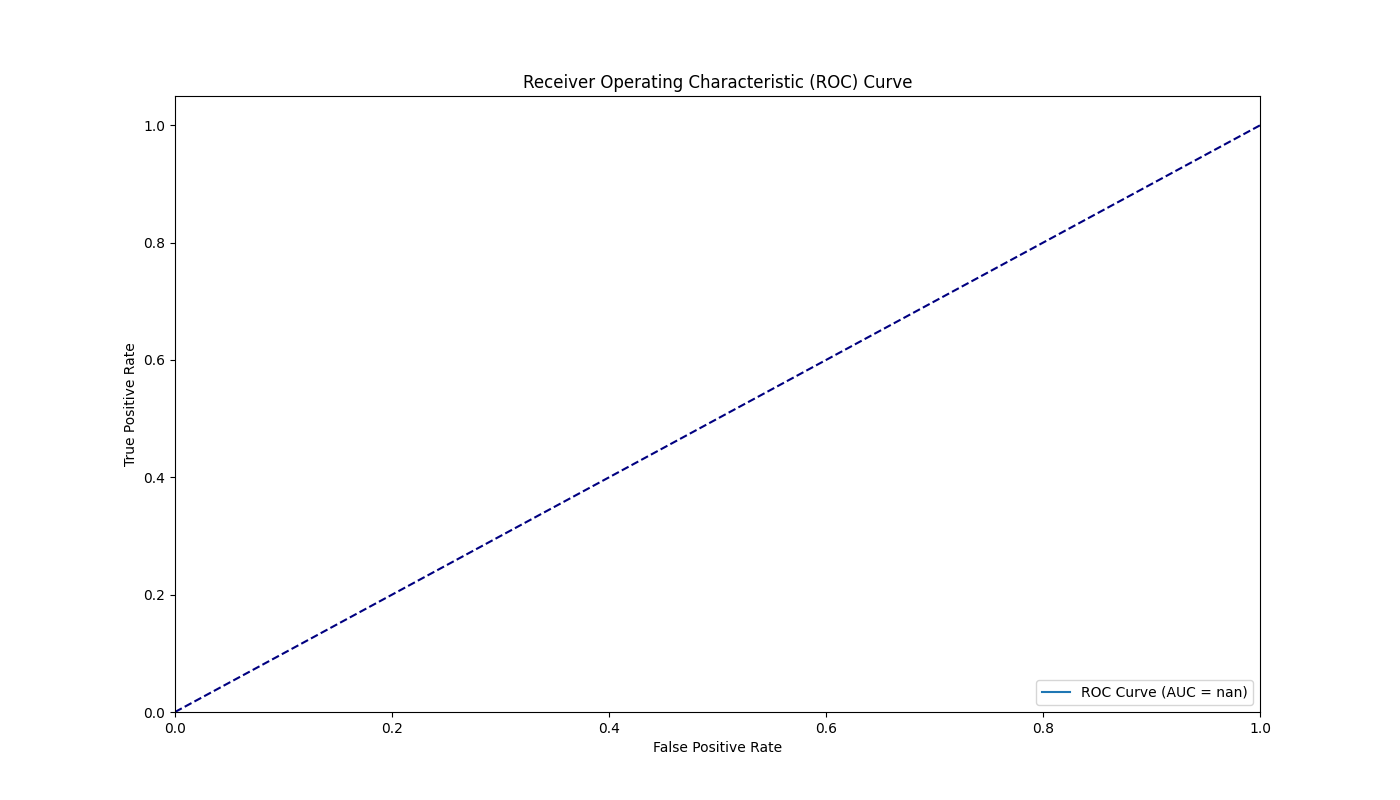 Receiver Operating Characteristic (ROC) Curve
1.0
0.8
0.6
0.4
0.2
0.0
True Positive Rate
ROC Curve (AUC = nan)
0.0 0.2 0.4 0.6 0.8 1.0
False Positive Rate